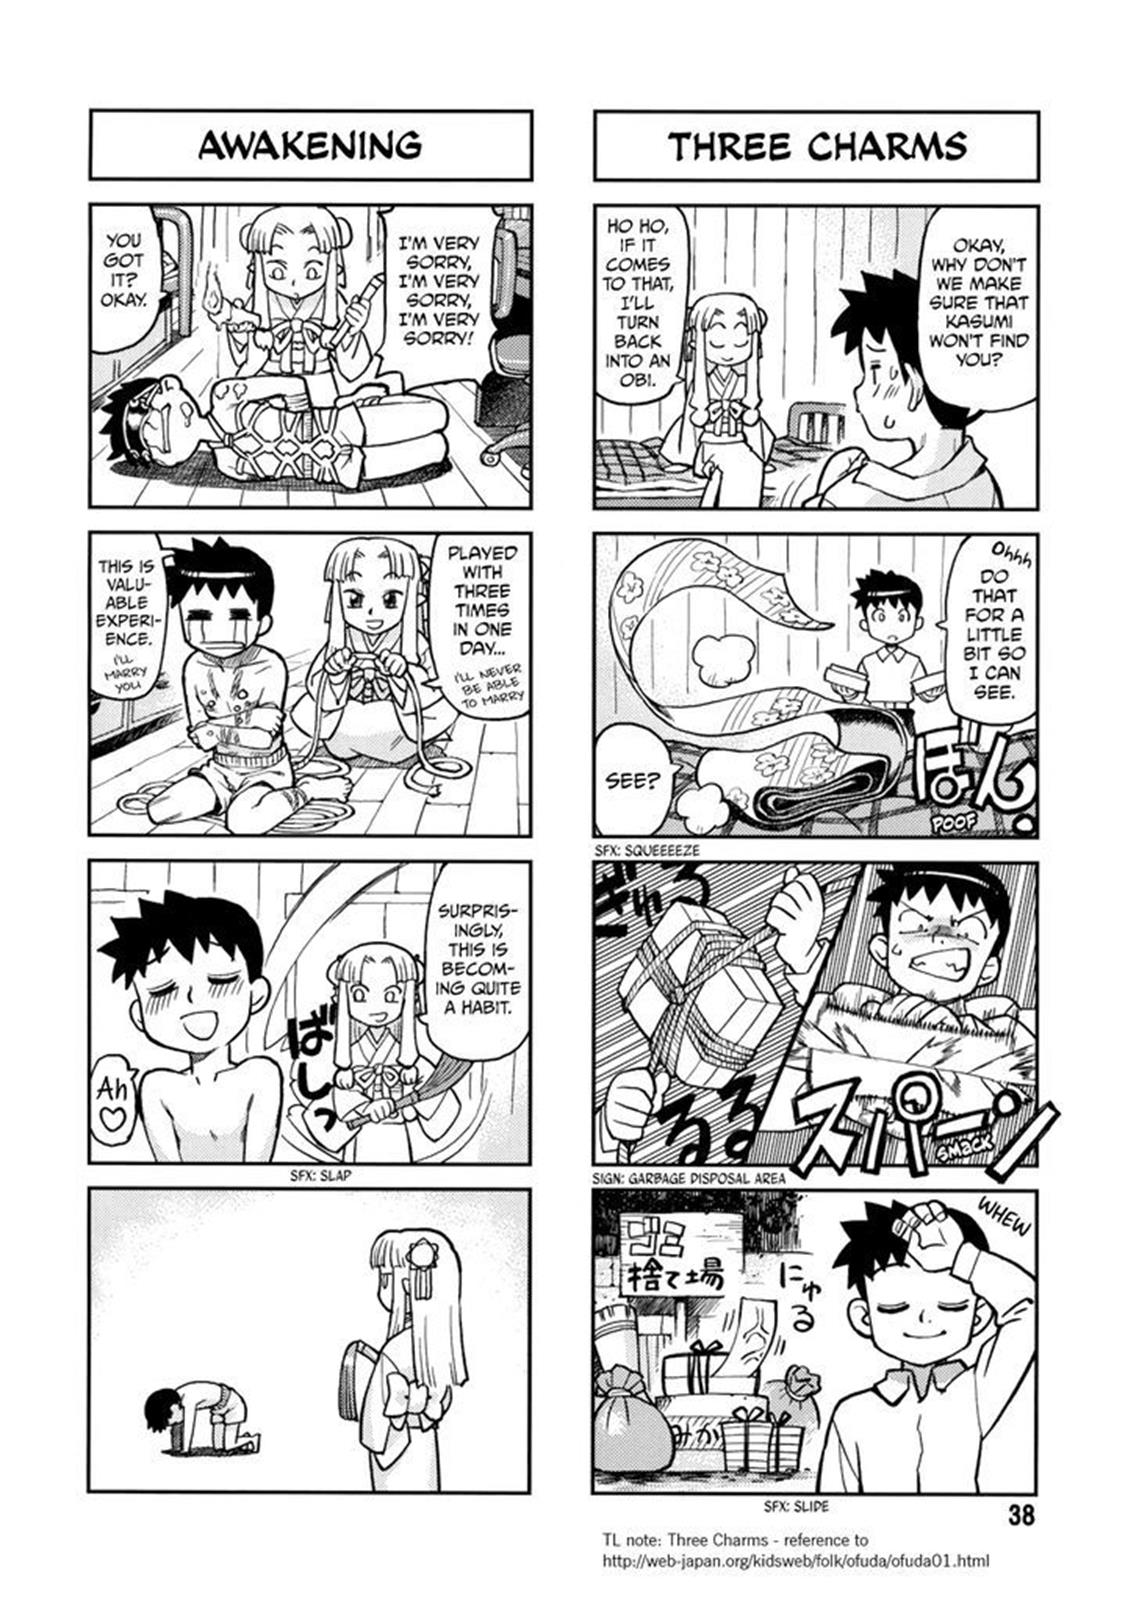 THREE CHARMS
OKAY,
WHY DON'T
WE MAKE
SURE THAT
KASUMI
WON'T FIND
YOU?
HO HO,
IF IT
COMES
TO THAT,
I'LL
TURN
BACK
INTO AN
OBI.
Ohhh
DO
THAT FOR A
LITTLE
BIT SO
I CAN
SEE.
SEE?
ぼん
POOF
SFX: SQUEEEEZE
ぎゅる
るる
スパーン
SMACK
SIGN: GARBAGE DISPOSAL AREA
WHEW
ゴミ
捨て場
にゅる
みか
SFX: SLIDE
38
TL note: Three Charms - reference to
http://web-japan.org/kidsweb/folk/ofuda/ofuda01.html
AWAKENING
I'M VERY
SORRY,
I'M VERY
SORRY,
I'M VERY
SORRY!
YOU
GOT
IT?
OKAY.
PLAYED
WITH
THREE
TIMES
IN ONE
DAY...
I'LL NEVER
BE ABLE
TO MARRY
THIS IS
VALU-
ABLE
EXPERI-
ENCE.
I'LL
MARRY
YOU
SURPRIS-
INGLY,
THIS IS
BECOM-
ING QUITE
A HABIT.
ばしっ
Ah
♡
SFX: SLAP